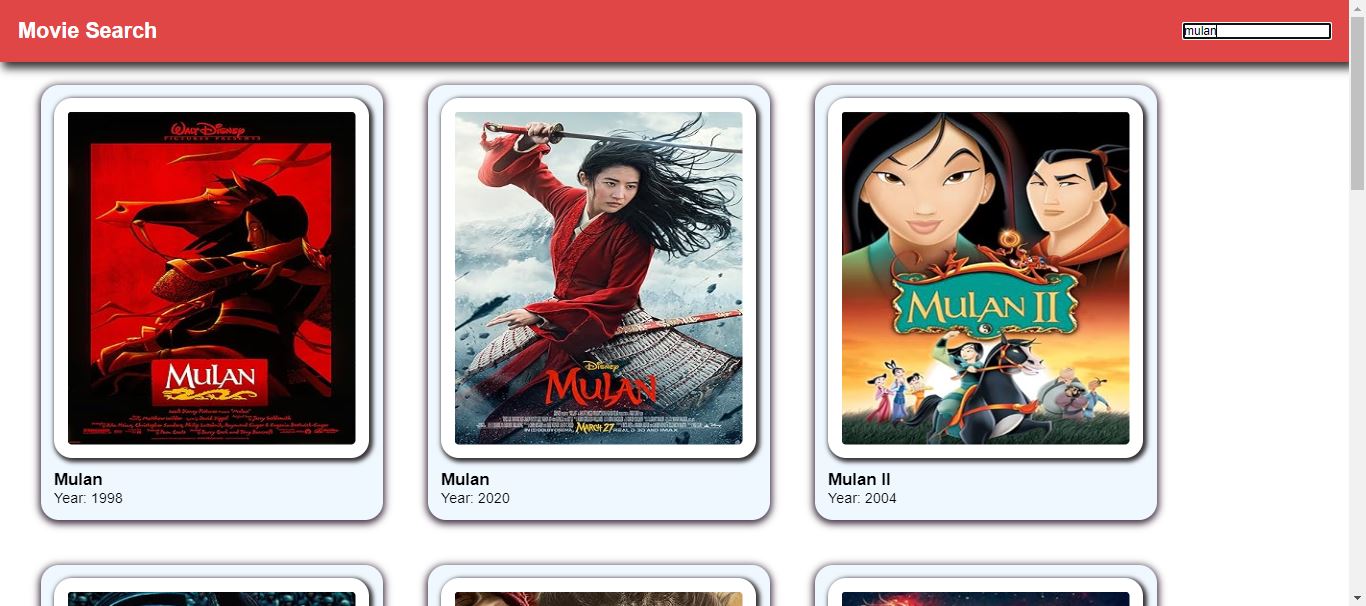 Movie Search
mulan
WALT DISNEY
PICTURES PRESENTS
MULAN
DISNEY
MULAN
MARCH 27
MULAN II
Mulan
Year: 1998
Mulan
Year: 2020
Mulan II
Year: 2004